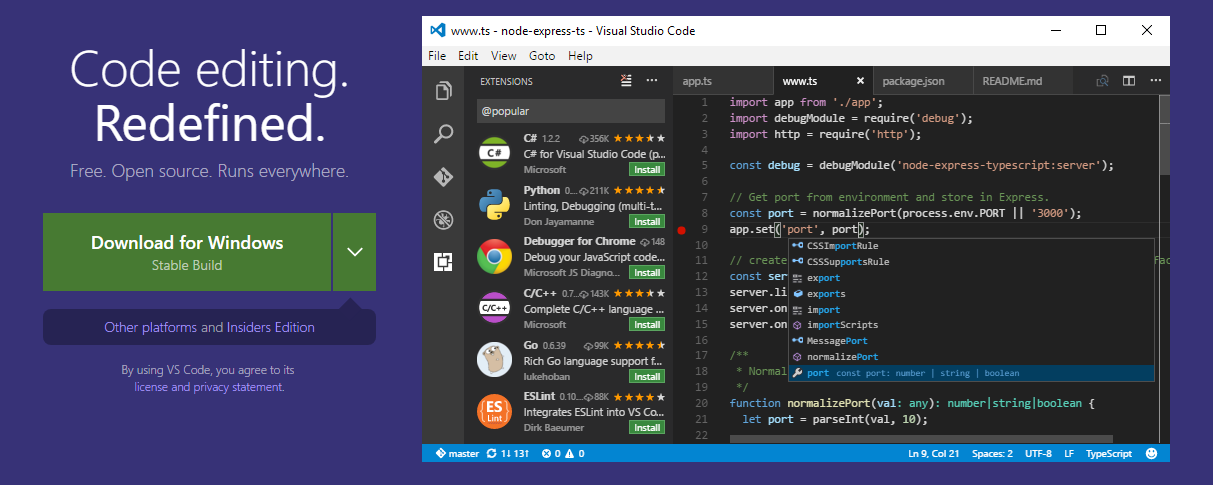 Code editing.
Redefined.
Free. Open source. Runs everywhere.
Download for Windows
Stable Build
Other platforms and Insiders Edition
By using VS Code, you agree to its
license and privacy statement.
www.ts - node-express-ts - Visual Studio Code
File Edit View Goto Help
EXTENSIONS
@popular
C# 1.2.2 356K
C# for Visual Studio Code (p...
Microsoft Install
Python 0... 211K
Linting, Debugging (multi-t...
Don Jayamanne Install
Debugger for Chrome 148
Debug your JavaScript code...
Microsoft JS Diagno... Install
C/C++ 0.7... 143K
Complete C/C++ language ...
Microsoft Install
Go 0.6.39 99K
Rich Go language support f...
lukehoban Install
ESLint 0.10... 88K
Integrates ESLint into VS Co...
Dirk Baeumer Install
C#
C/C++
ES
Lint
app.ts www.ts package.json README.md
1 import app from './app';
2 import debugModule = require('debug');
3 import http = require('http');
4
5 const debug = debugModule('node-express-typescript:server');
6
7 // Get port from environment and store in Express.
8 const port = normalizePort(process.env.PORT || '3000');
9 app.set('port', port);
10
11 // create
12 const ser
13 server.li
14 server.on
15 server.on
16
17 /**
18 * Normal
19 */
20 function normalizePort(val: any): number|string|boolean {
21 let port = parseInt(val, 10);
22
CSSImportRule
CSSSupportsRule
export
exports
import
importScripts
MessagePort
normalizePort
port const port: number | string | boolean
master 1↓ 13↑ 0 0 Ln 9, Col 21 Spaces: 2 UTF-8 LF TypeScript